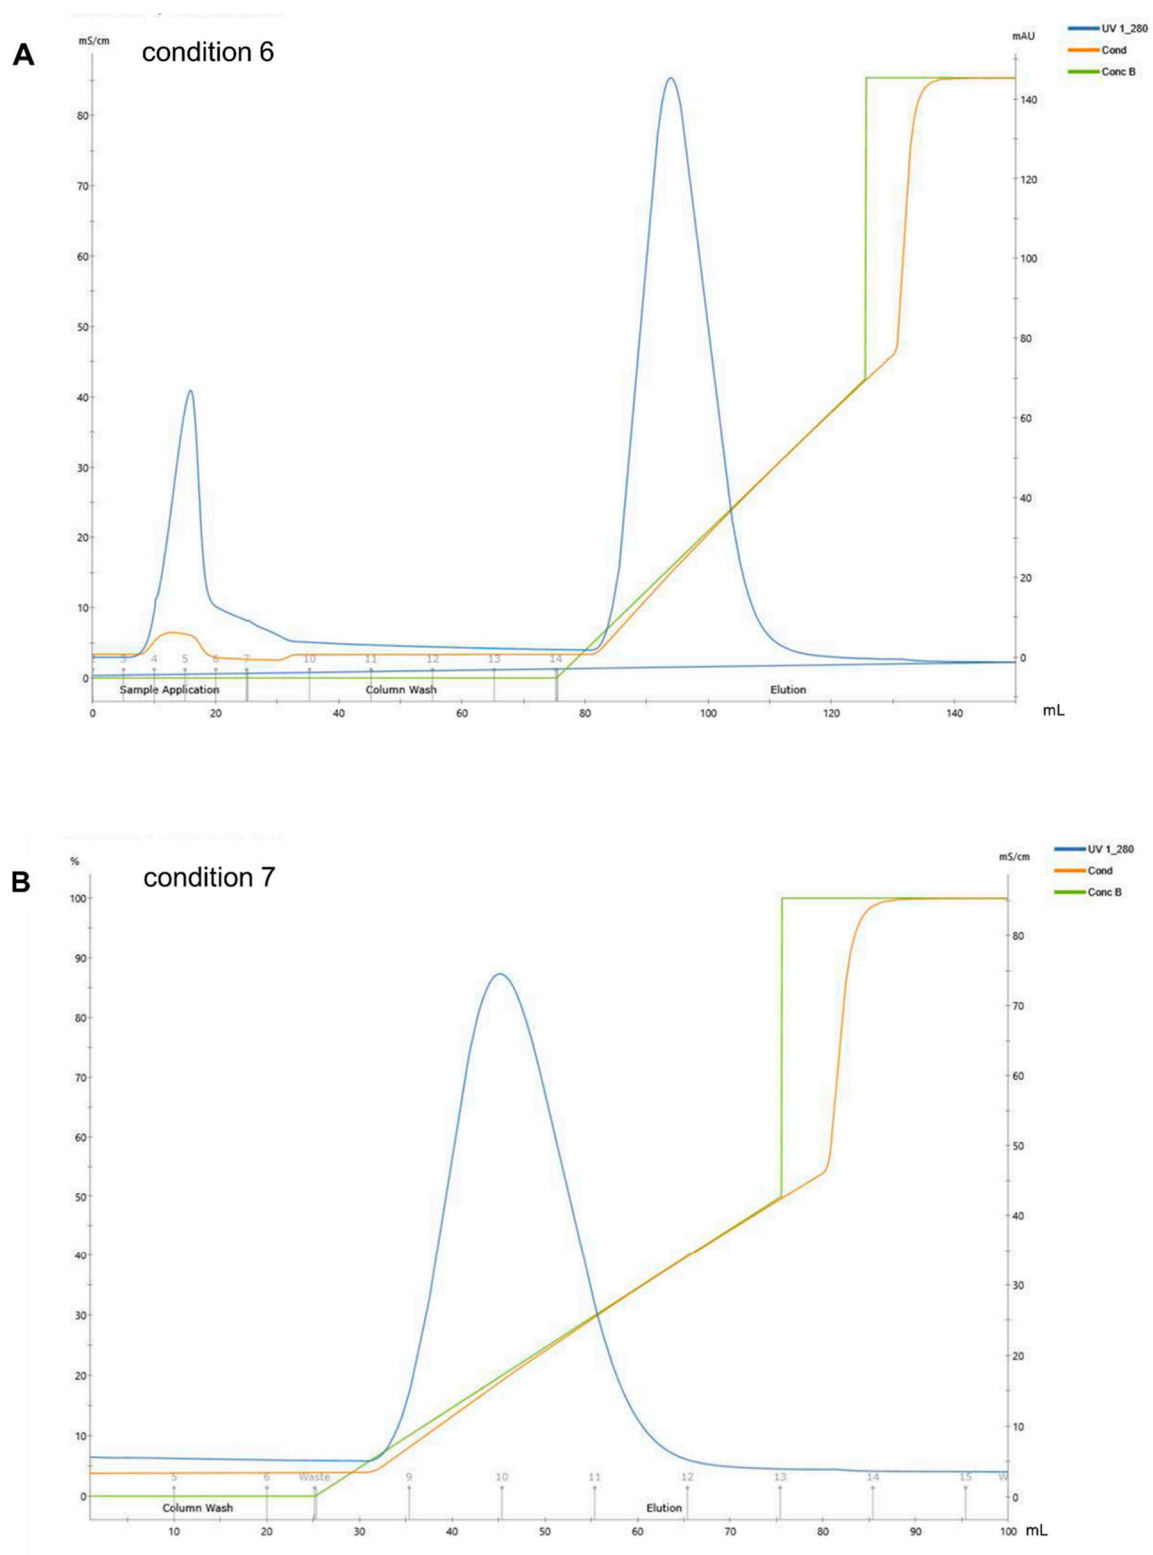 A
condition 6
mS/cm
mAU
UV 1_280
Cond
Conc B
80
70
60
50
40
30
20
10
0
140
120
100
80
60
40
20
0
3 4 5 6 7 10 11 12 13 14
Sample Application Column Wash Elution
0 20 40 60 80 100 120 140 mL
B
condition 7
%
mS/cm
UV 1_280
Cond
Conc B
100
90
80
70
60
50
40
30
20
10
0
80
70
60
50
40
30
20
10
0
5 6 Waste 9 10 11 12 13 14 15 W
Column Wash Elution
10 20 30 40 50 60 70 80 90 100 mL